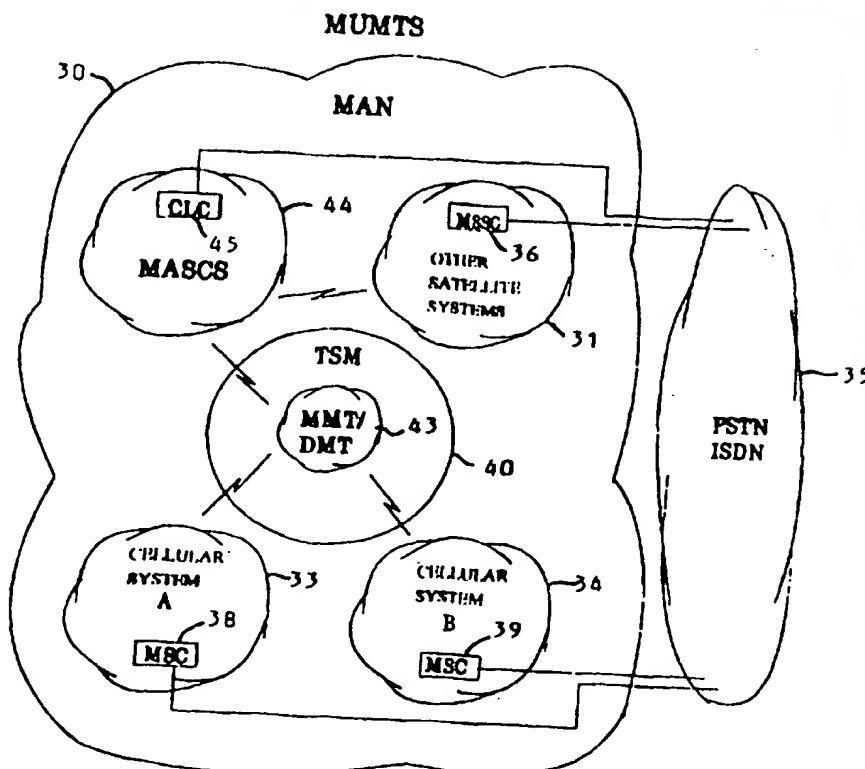 MUMTS
30
MAN
CLC
45
44
MASCS
MSSC
36
OTHER
SATELLITE
SYSTEMS
31
TSM
MMT/
DMT
43
40
35
PSTN
ISDN
CELLULAR
SYSTEM
A
33
38
MSC
CELLULAR
SYSTEM
B
34
39
MSC